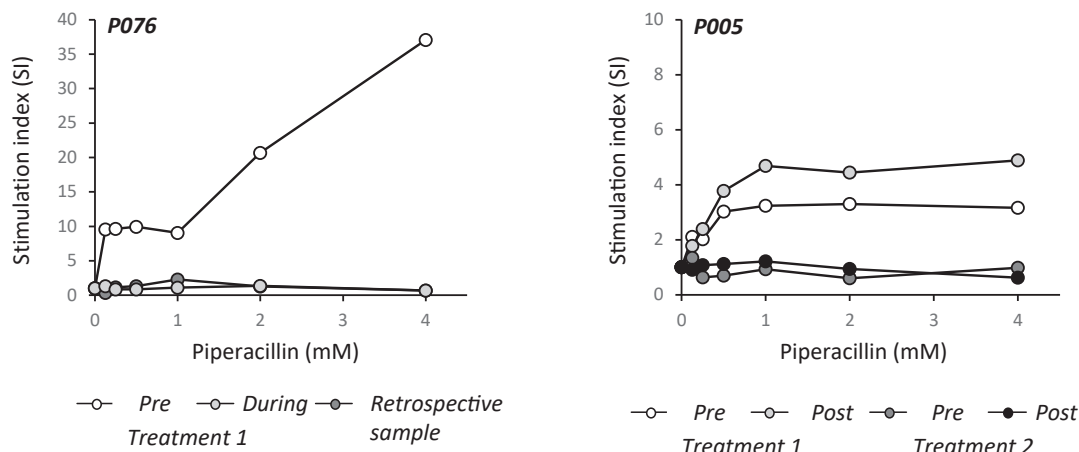 P076
Stimulation index (SI)
40
35
30
25
20
15
10
5
0
0 1 2 3 4
Piperacillin (mM)
Pre During Retrospective
Treatment 1 sample
P005
Stimulation index (SI)
10
8
6
4
2
0
0 1 2 3 4
Piperacillin (mM)
Pre Post Pre Post
Treatment 1 Treatment 2